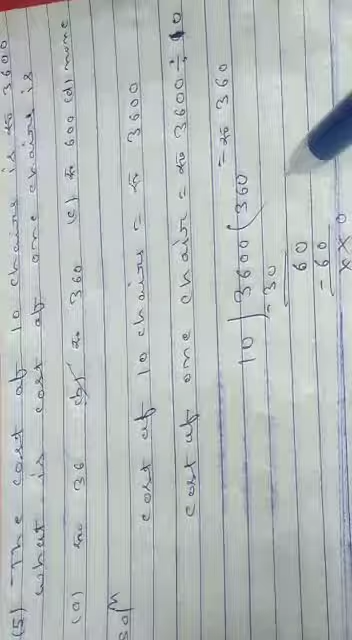 (5) The cost of 10 chairs is ₹ 3600
what is cost of one chair is
(a) ₹ 36 (b) ₹ 360 (c) ₹ 600 (d) none
Solⁿ
cost of 10 chairs = ₹ 3600
cost of one chair = ₹ 3600 ÷ 10
= ₹ 360
10 ) 3600 ( 360
- 30
60
- 60
x x 0